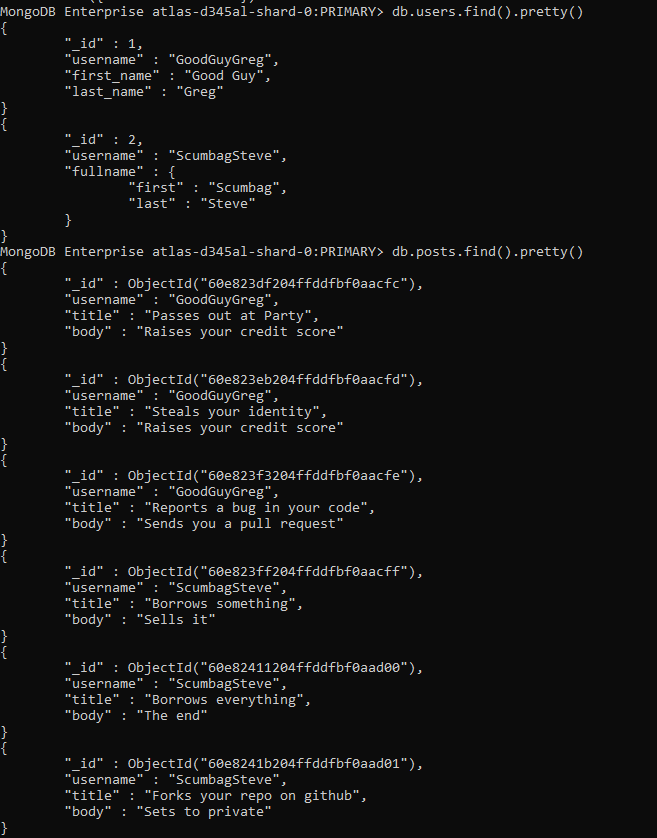 MongoDB Enterprise atlas-d345al-shard-0:PRIMARY> db.users.find().pretty()
{
        "_id" : 1,
        "username" : "GoodGuyGreg",
        "first_name" : "Good Guy",
        "last_name" : "Greg"
}
{
        "_id" : 2,
        "username" : "ScumbagSteve",
        "fullname" : {
                "first" : "Scumbag",
                "last" : "Steve"
        }
}
MongoDB Enterprise atlas-d345al-shard-0:PRIMARY> db.posts.find().pretty()
{
        "_id" : ObjectId("60e823df204ffddfbf0aacfc"),
        "username" : "GoodGuyGreg",
        "title" : "Passes out at Party",
        "body" : "Raises your credit score"
}
{
        "_id" : ObjectId("60e823eb204ffddfbf0aacfd"),
        "username" : "GoodGuyGreg",
        "title" : "Steals your identity",
        "body" : "Raises your credit score"
}
{
        "_id" : ObjectId("60e823f3204ffddfbf0aacfe"),
        "username" : "GoodGuyGreg",
        "title" : "Reports a bug in your code",
        "body" : "Sends you a pull request"
}
{
        "_id" : ObjectId("60e823ff204ffddfbf0aacff"),
        "username" : "ScumbagSteve",
        "title" : "Borrows something",
        "body" : "Sells it"
}
{
        "_id" : ObjectId("60e82411204ffddfbf0aad00"),
        "username" : "ScumbagSteve",
        "title" : "Borrows everything",
        "body" : "The end"
}
{
        "_id" : ObjectId("60e8241b204ffddfbf0aad01"),
        "username" : "ScumbagSteve",
        "title" : "Forks your repo on github",
        "body" : "Sets to private"
}